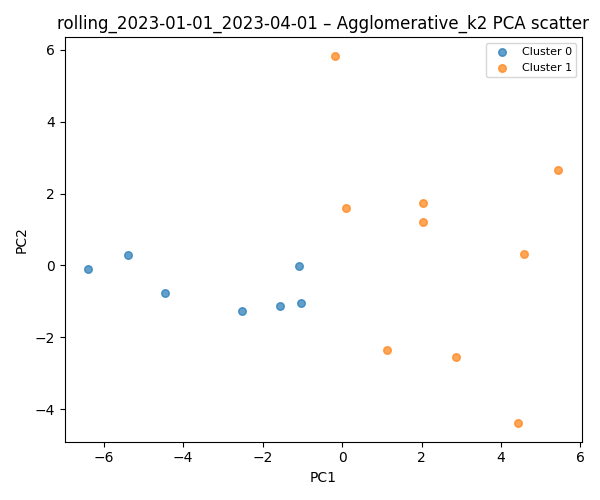 rolling_2023-01-01_2023-04-01 – Agglomerative_k2 PCA scatter
Cluster 0
Cluster 1
6
4
2
0
−2
−4
PC2
−6
−4
−2
0
2
4
6
PC1